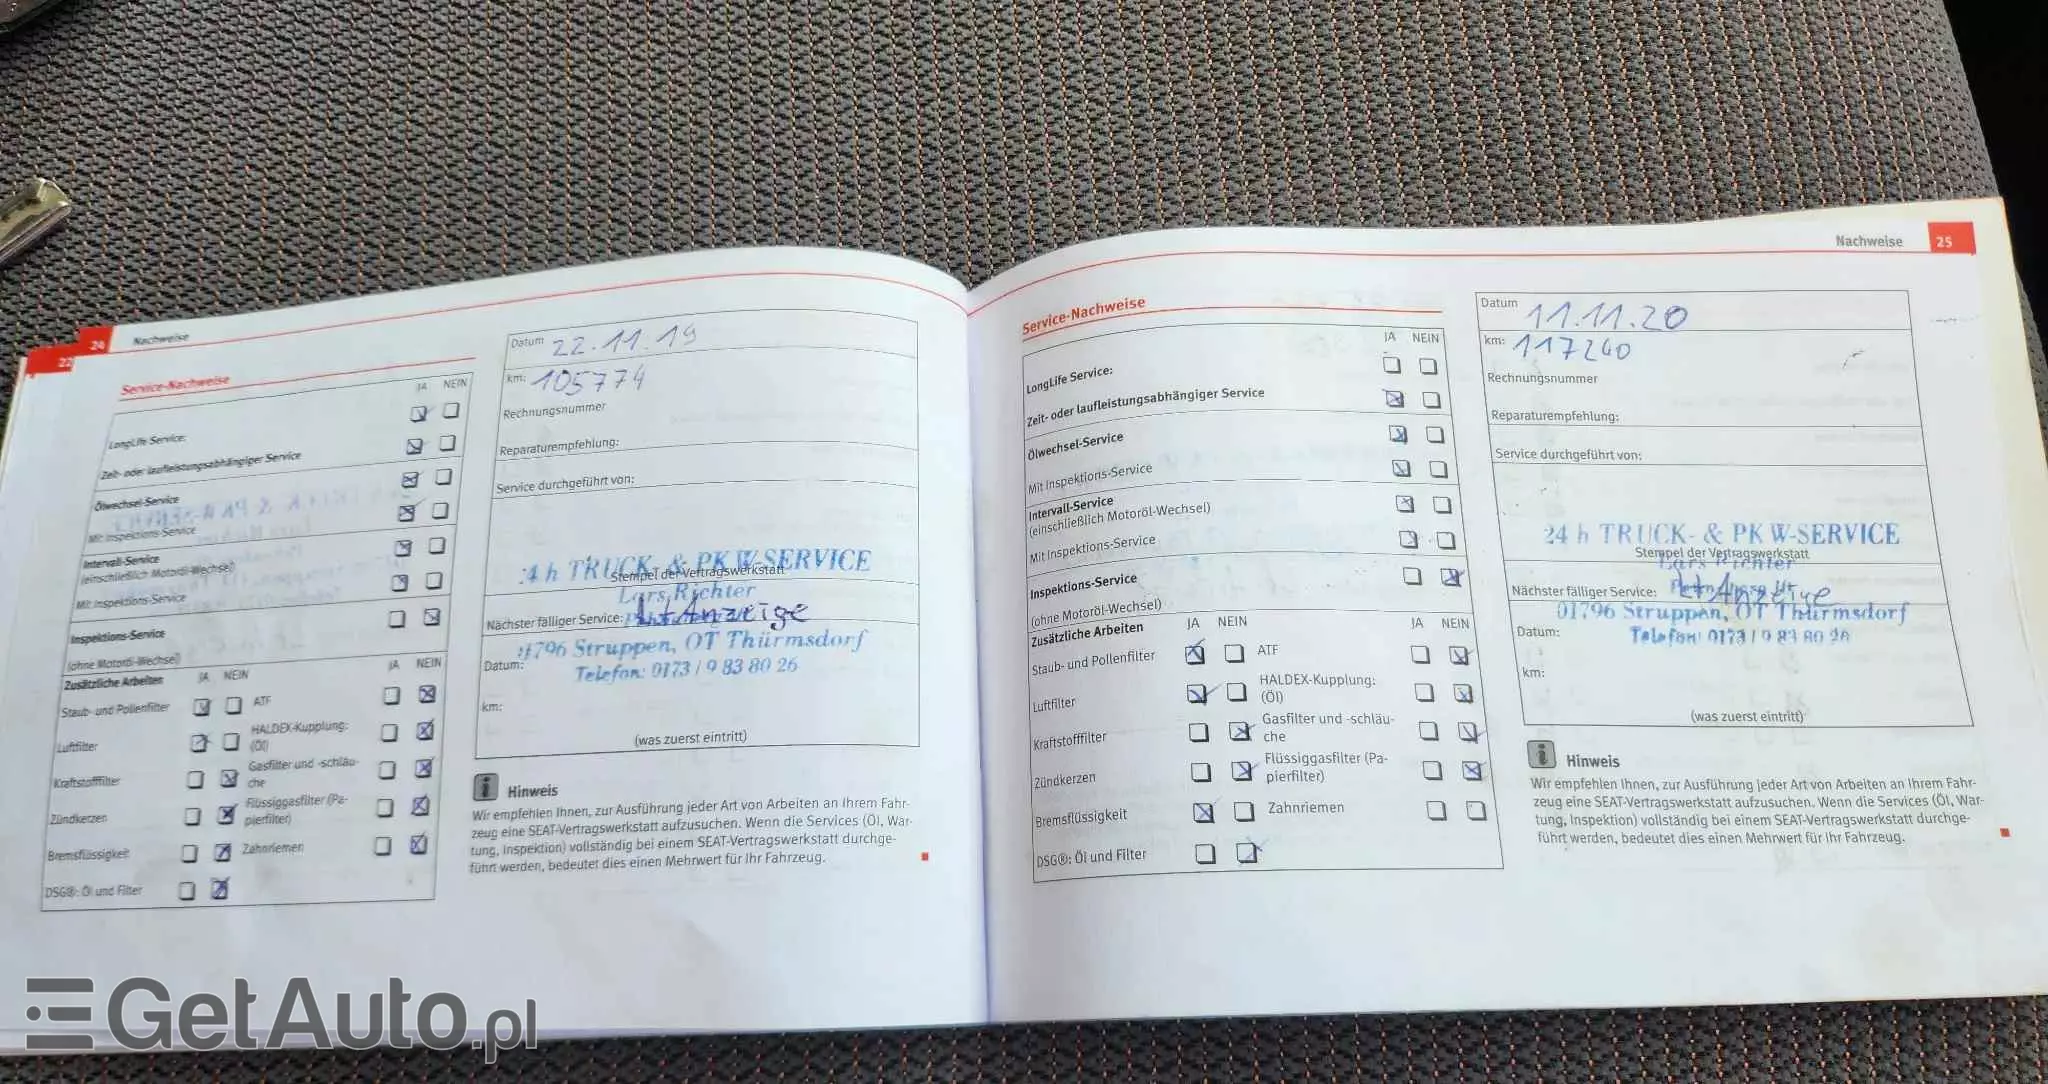 22
24 Nachweise
Service-Nachweise
JA NEIN
LongLife Service:
Zeit- oder laufleistungsabhängiger Service
Ölwechsel-Service
Mit Inspektions-Service
Intervall-Service
(einschließlich Motoröl-Wechsel)
Mit Inspektions-Service
Inspektions-Service
(ohne Motoröl-Wechsel)
Zusätzliche Arbeiten JA NEIN JA NEIN
Staub- und Pollenfilter ATF
Luftfilter HALDEX-Kupplung:
(Öl)
Kraftstofffilter Gasfilter und -schläu-
che
Zündkerzen Flüssiggasfilter (Pa-
pierfilter)
Bremsflüssigkeit Zahnriemen
DSG®: Öl und Filter
Datum 22.11.19
km: 105774
Rechnungsnummer
Reparaturempfehlung:
Service durchgeführt von:
4 h TRUCK- & PKW-SERVICE
Stempel der Vertragswerkstatt
Lars Richter
Nächster fälliger Service: Lt Anzeige
01796 Struppen, OT Thürmsdorf
Datum:
Telefon: 0173 / 9 83 80 26
km:
(was zuerst eintritt)
i Hinweis
Wir empfehlen Ihnen, zur Ausführung jeder Art von Arbeiten an Ihrem Fahr-
zeug eine SEAT-Vertragswerkstatt aufzusuchen. Wenn die Services (Öl, War-
tung, Inspektion) vollständig bei einem SEAT-Vertragswerkstatt durchge-
führt werden, bedeutet dies einen Mehrwert für Ihr Fahrzeug.
Nachweise 25
Service-Nachweise
JA NEIN
LongLife Service:
Zeit- oder laufleistungsabhängiger Service
Ölwechsel-Service
Mit Inspektions-Service
Intervall-Service
(einschließlich Motoröl-Wechsel)
Mit Inspektions-Service
Inspektions-Service
(ohne Motoröl-Wechsel)
Zusätzliche Arbeiten JA NEIN JA NEIN
Staub- und Pollenfilter ATF
Luftfilter HALDEX-Kupplung:
(Öl)
Kraftstofffilter Gasfilter und -schläu-
che
Zündkerzen Flüssiggasfilter (Pa-
pierfilter)
Bremsflüssigkeit Zahnriemen
DSG®: Öl und Filter
Datum 11.11.20
km: 117240
Rechnungsnummer
Reparaturempfehlung:
Service durchgeführt von:
24 h TRUCK- & PKW-SERVICE
Stempel der Vertragswerkstatt
Lars Richter
Nächster fälliger Service: Lt Anzeige
01796 Struppen, OT Thürmsdorf
Datum: Telefon: 0173 / 9 83 80 26
km:
(was zuerst eintritt)
i Hinweis
Wir empfehlen Ihnen, zur Ausführung jeder Art von Arbeiten an Ihrem Fahr-
zeug eine SEAT-Vertragswerkstatt aufzusuchen. Wenn die Services (Öl, War-
tung, Inspektion) vollständig bei einem SEAT-Vertragswerkstatt durchge-
führt werden, bedeutet dies einen Mehrwert für Ihr Fahrzeug.
GetAuto.pl